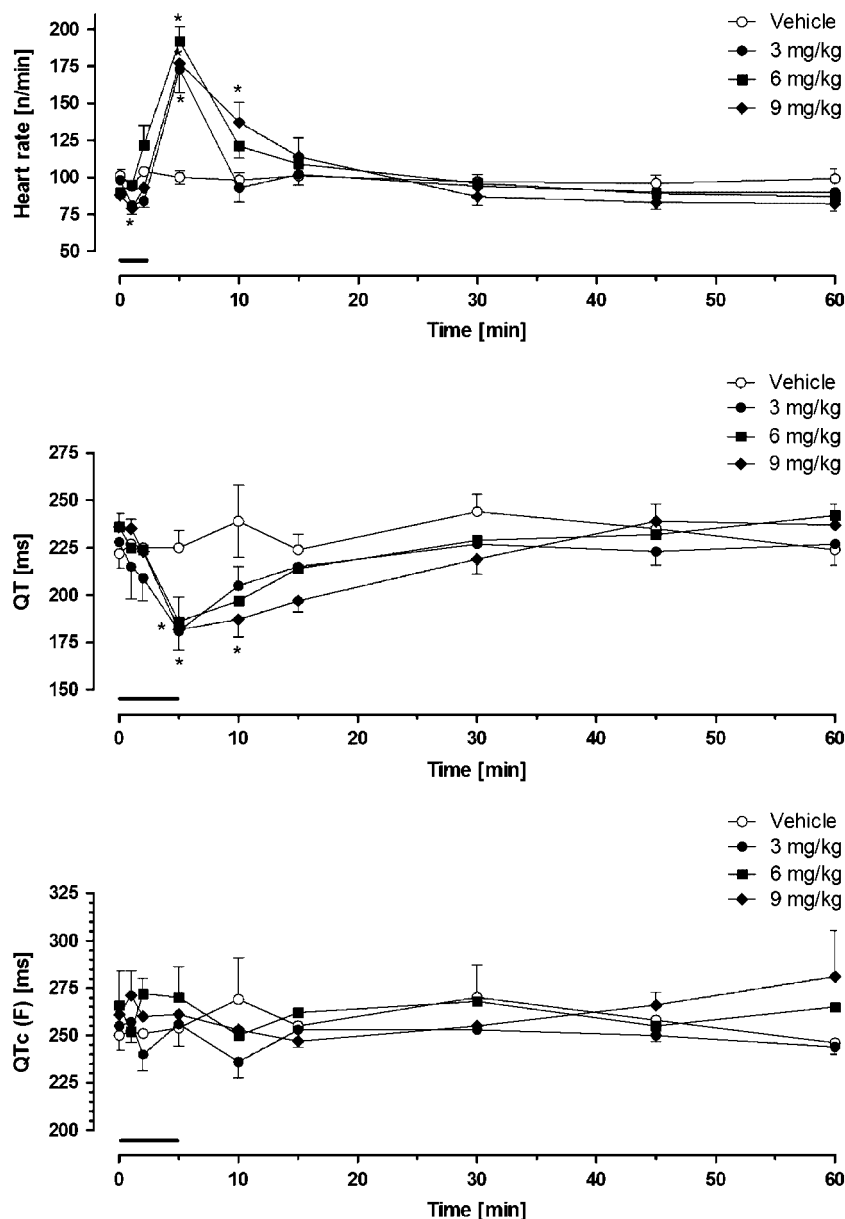 Vehicle
3 mg/kg
6 mg/kg
9 mg/kg
Heart rate [n/min]
200
175
150
125
100
75
50
* * * * *
0 10 20 30 40 50 60
Time [min]
Vehicle
3 mg/kg
6 mg/kg
9 mg/kg
QT [ms]
275
250
225
200
175
150
* * *
0 10 20 30 40 50 60
Time [min]
Vehicle
3 mg/kg
6 mg/kg
9 mg/kg
QTc (F) [ms]
325
300
275
250
225
200
0 10 20 30 40 50 60
Time [min]